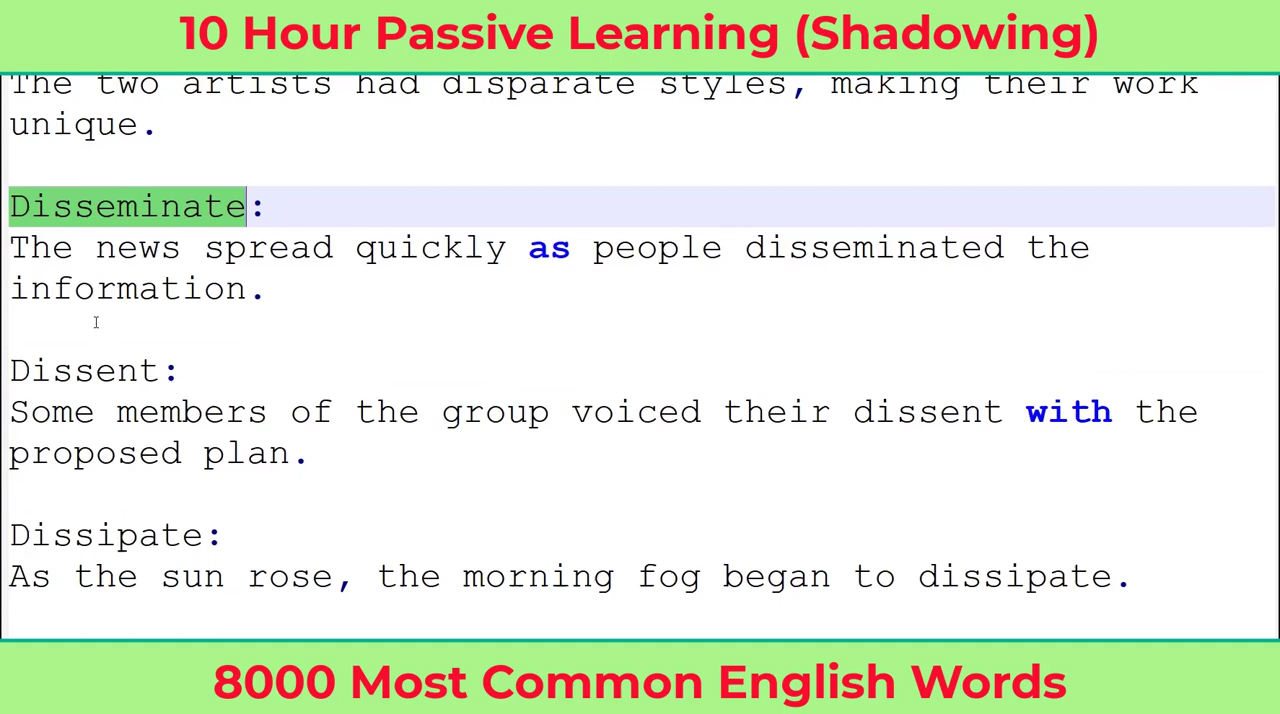 10 Hour Passive Learning (Shadowing)
The two artists had disparate styles, making their work
unique.
Disseminate:
The news spread quickly as people disseminated the
information.
Dissent:
Some members of the group voiced their dissent with the
proposed plan.
Dissipate:
As the sun rose, the morning fog began to dissipate.
8000 Most Common English Words